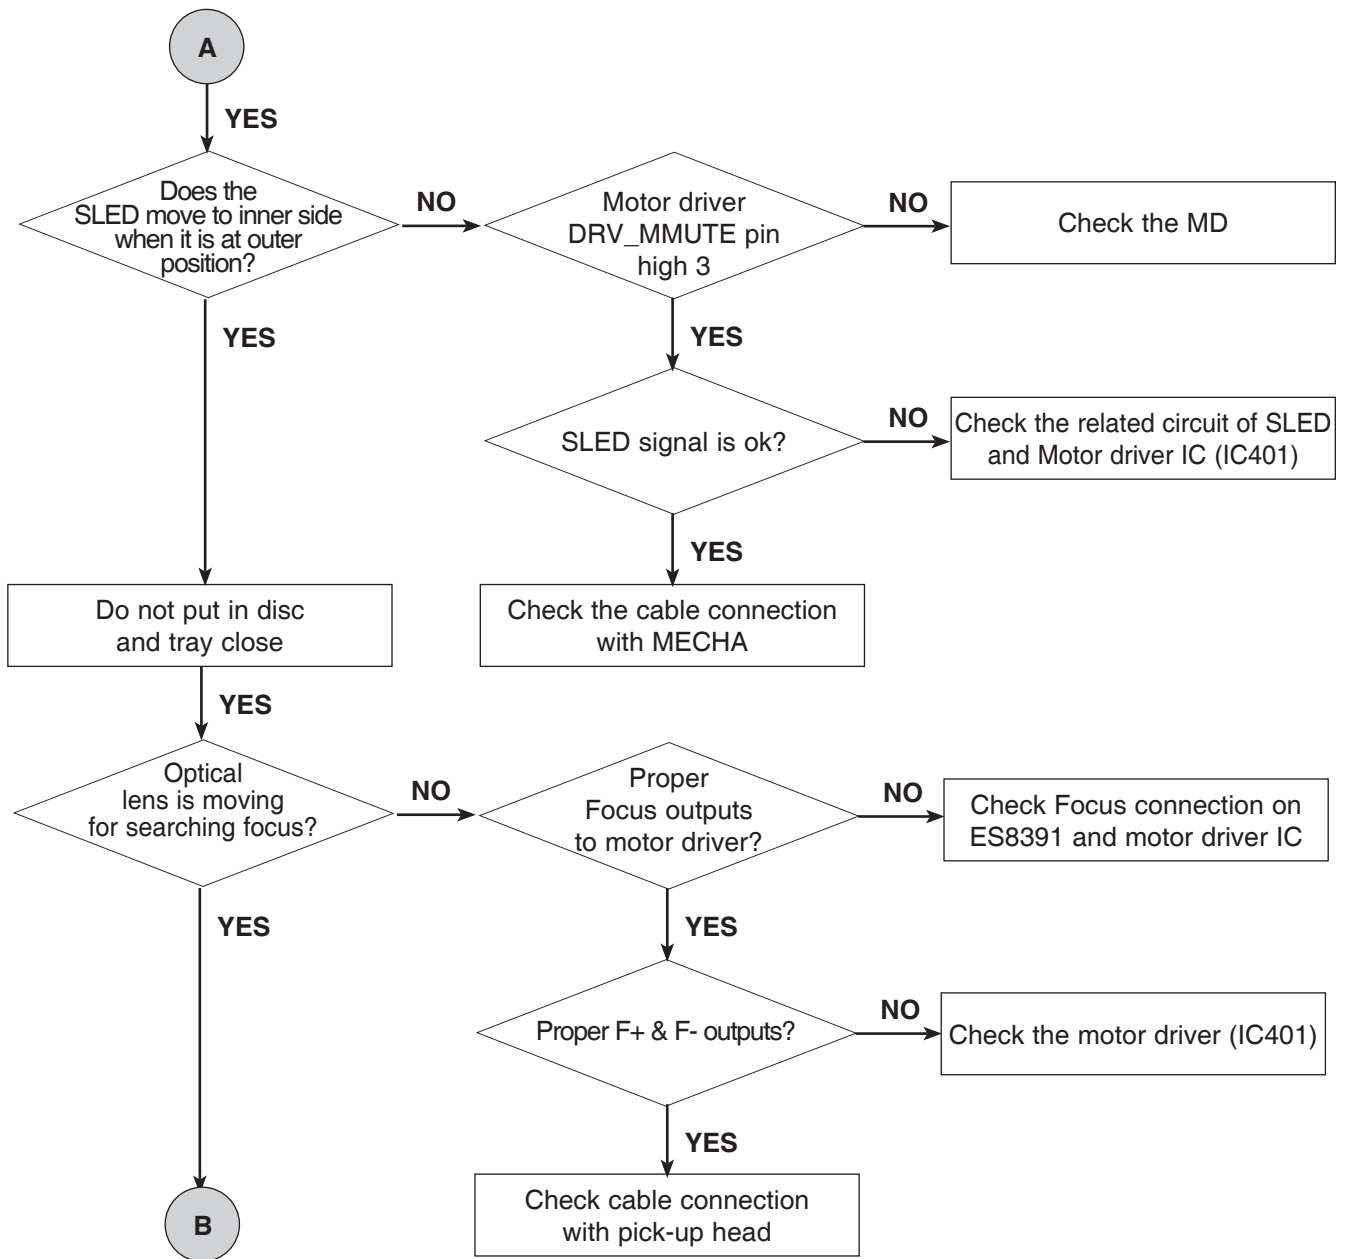 A
YES
Does the
SLED move to inner side
when it is at outer
position?
NO
Motor driver
DRV_MMUTE pin
high 3
NO
Check the MD
YES
YES
SLED signal is ok?
NO
Check the related circuit of SLED
and Motor driver IC (IC401)
YES
Do not put in disc
and tray close
Check the cable connection
with MECHA
YES
Optical
lens is moving
for searching focus?
NO
Proper
Focus outputs
to motor driver?
NO
Check Focus connection on
ES8391 and motor driver IC
YES
YES
Proper F+ & F- outputs?
NO
Check the motor driver (IC401)
YES
B
Check cable connection
with pick-up head